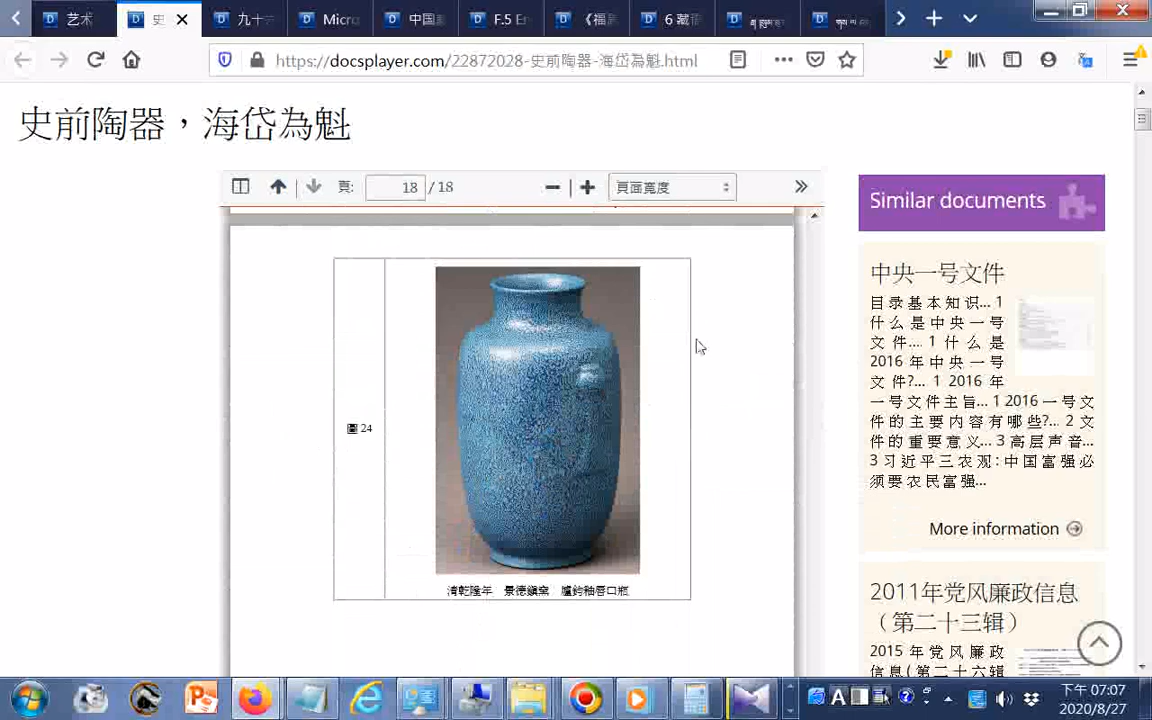 艺术
史
九十
Micro
中国
F.5 E
《福
6 藏
https://docsplayer.com/22872028-史前陶器-海岱為魁.html
史前陶器，海岱為魁
頁: 18 / 18
頁面寬度
圖 24
清乾隆年 景德鎮窯 臚鈞釉唇口瓶
Similar documents
中央一号文件
目录基本知识... 1
什么是中央一号
文件.... 1 什么是
2016 年中央一号
文件?... 1 2016 年
一号文件主旨... 1 2016 一号文
件的主要内容有哪些?... 2 文
件的重要意义... 3 高层声音...
3 习近平三农观:中国富强必
须要农民富强...
More information
2011年党风廉政信息
（第二十三辑）
2015 年党风廉政
信息(第二十六辑
A
下午 07:07
2020/8/27